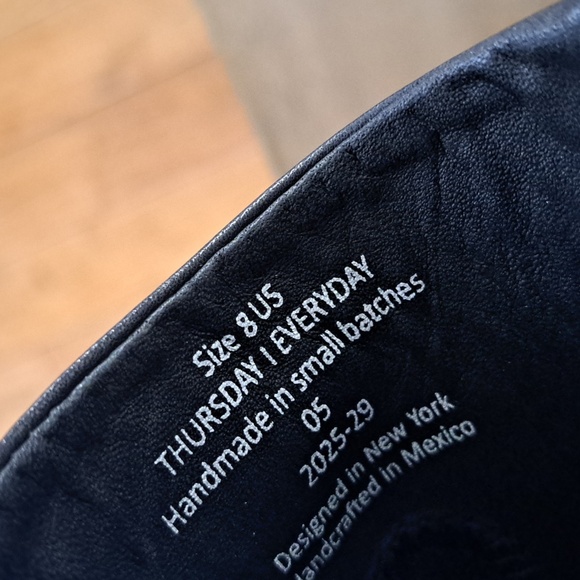 Size 8 US
THURSDAY | EVERYDAY
Handmade in small batches
05
2025-29
Designed in New York
Handcrafted in Mexico